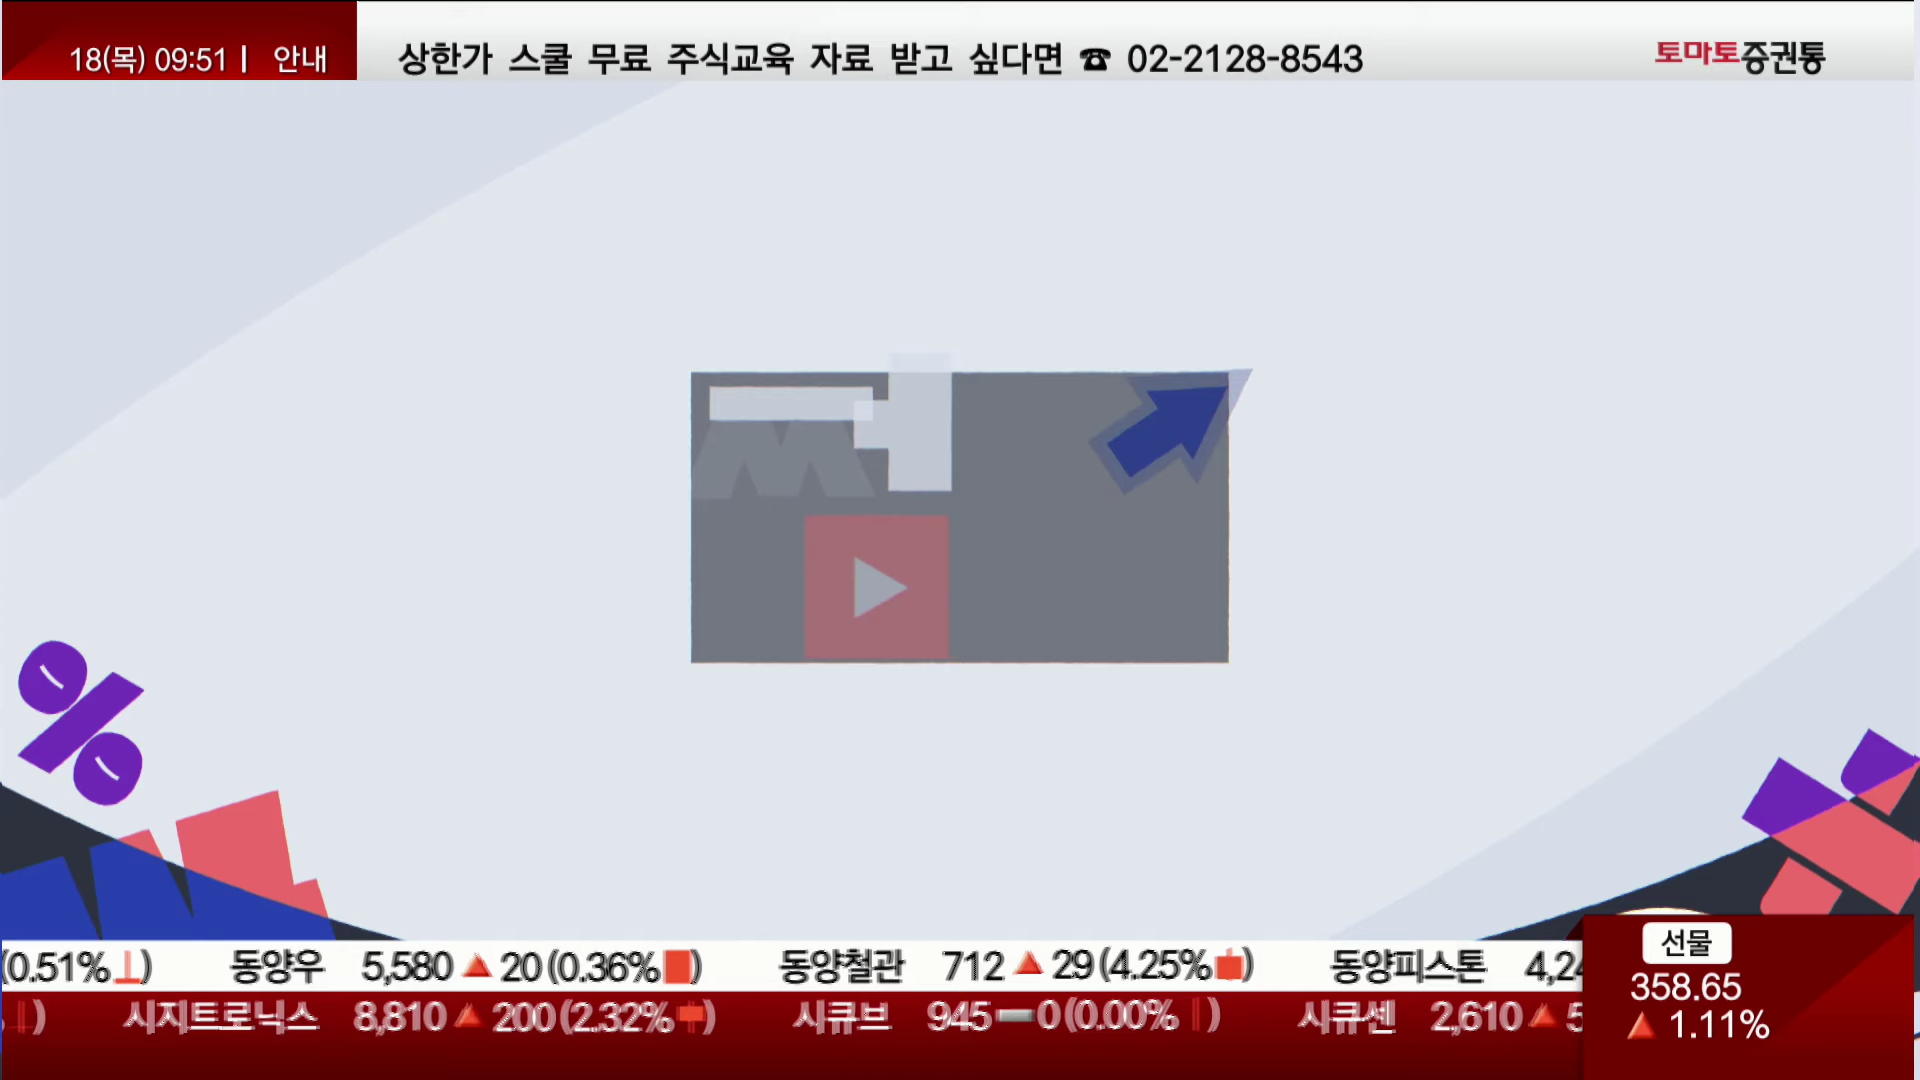 18(목) 09:51 | 안내 상한가 스쿨 무료 주식교육 자료 받고 싶다면 ☎ 02-2128-8543 토마토증권통
%
(0.51%) 동양우 5,580 ▲ 20 (0.36%) 동양철관 712 ▲ 29 (4.25%) 동양피스톤 4,24
) 시지트로닉스 8,810 ▲ 200 (2.32%) 시큐브 945 0 (0.00%) 시큐센 2,610 ▲ 5
선물
358.65
▲ 1.11%